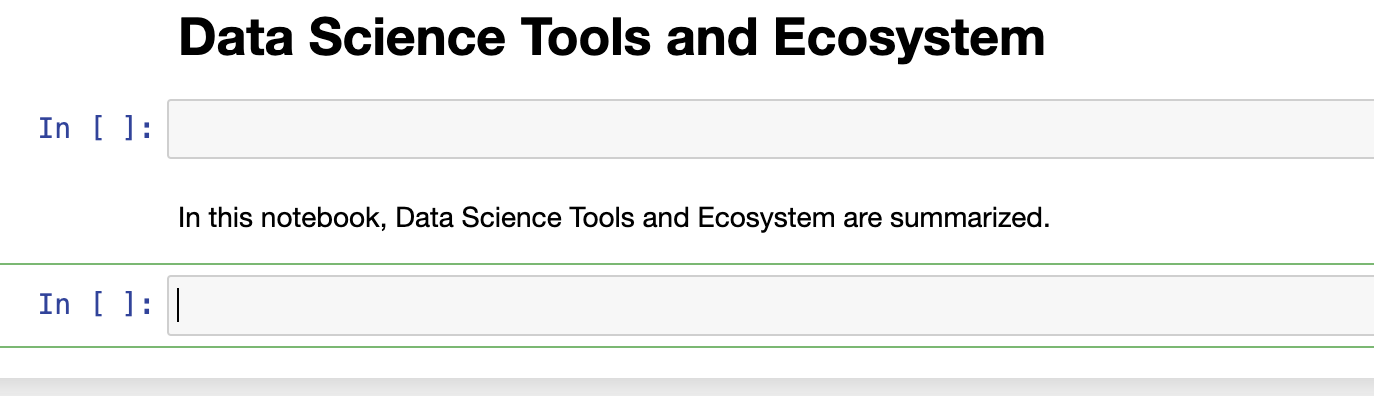 Data Science Tools and Ecosystem
In [ ]:
In this notebook, Data Science Tools and Ecosystem are summarized.
In [ ]: